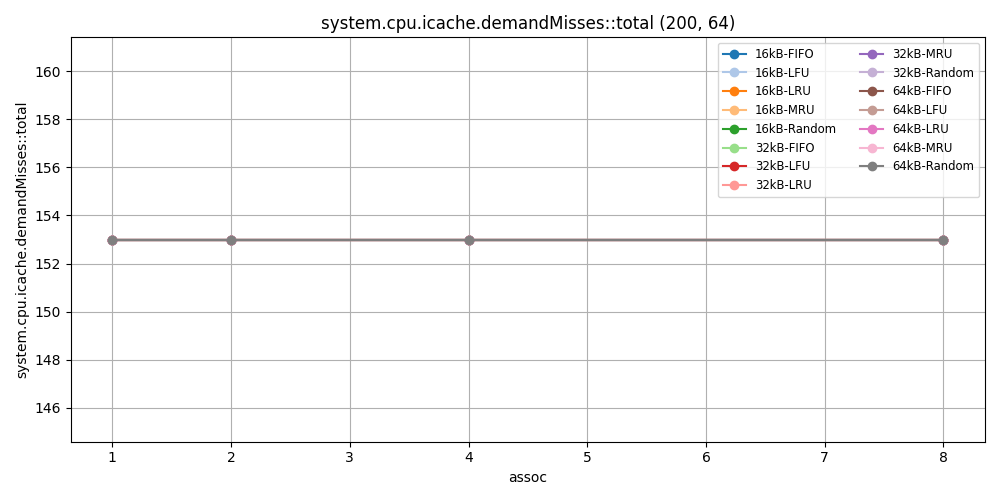 system.cpu.icache.demandMisses::total (200, 64)
system.cpu.icache.demandMisses::total
160
158
156
154
152
150
148
146
16kB-FIFO
16kB-LFU
16kB-LRU
16kB-MRU
16kB-Random
32kB-FIFO
32kB-LFU
32kB-LRU
32kB-MRU
32kB-Random
64kB-FIFO
64kB-LFU
64kB-LRU
64kB-MRU
64kB-Random
1 2 3 4 5 6 7 8
assoc